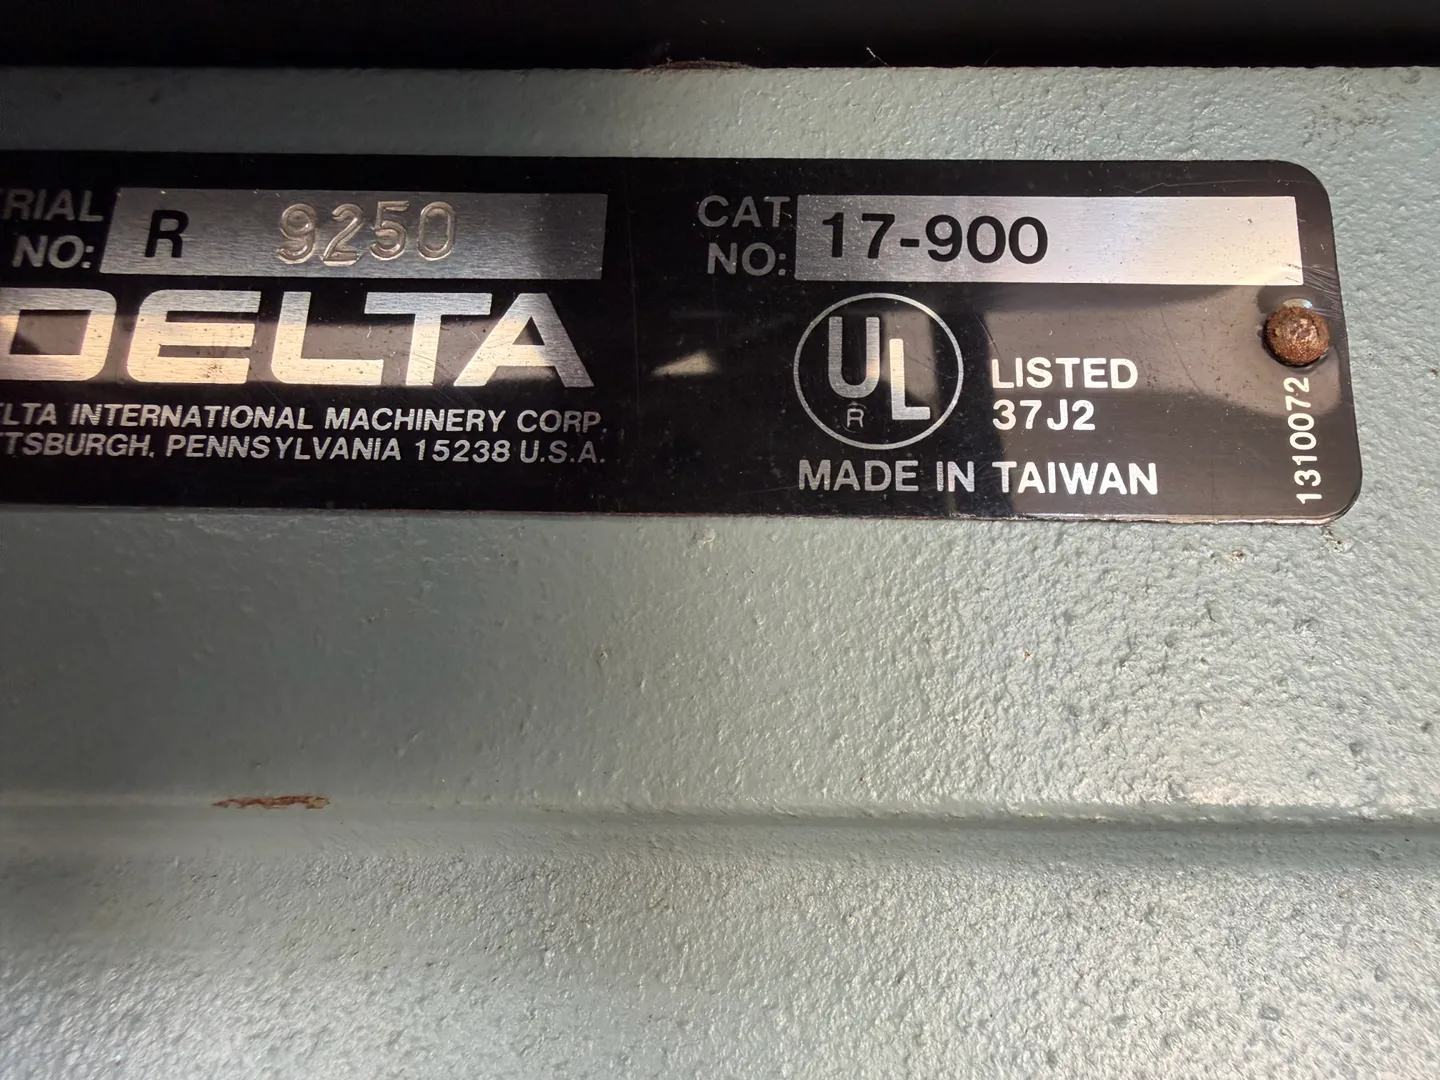 RIAL
NO: R 9250
DELTA
LTA INTERNATIONAL MACHINERY CORP.
TSBURGH, PENNSYLVANIA 15238 U.S.A.
CAT
NO: 17-900
UL
R
LISTED
37J2
MADE IN TAIWAN
1310072